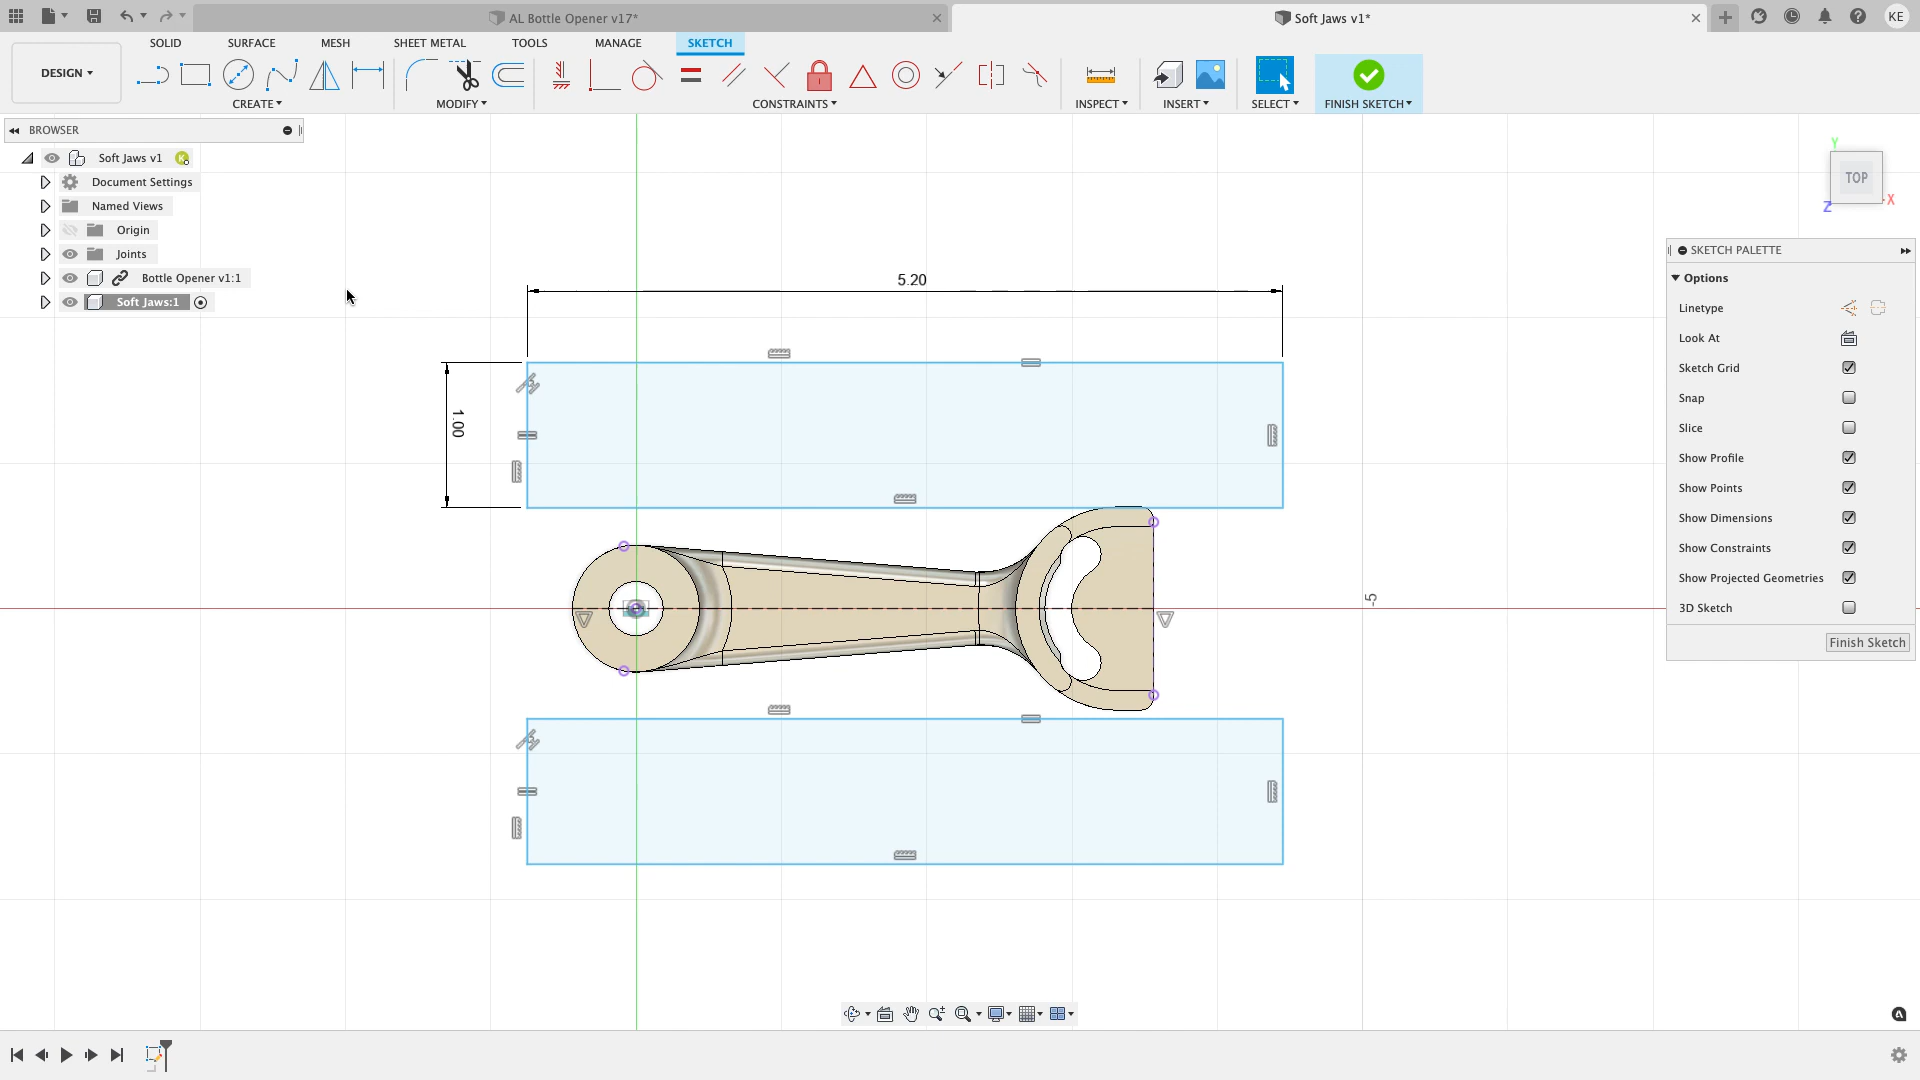 AL Bottle Opener v17*
Soft Jaws v1*
KE
DESIGN
SOLID
SURFACE
MESH
SHEET METAL
TOOLS
MANAGE
SKETCH
CREATE
MODIFY
CONSTRAINTS
INSPECT
INSERT
SELECT
FINISH SKETCH
BROWSER
Soft Jaws v1
Document Settings
Named Views
Origin
Joints
Bottle Opener v1:1
Soft Jaws:1
TOP
Y
X
Z
5.20
1.00
-5
SKETCH PALETTE
Options
Linetype
Look At
Sketch Grid
Snap
Slice
Show Profile
Show Points
Show Dimensions
Show Constraints
Show Projected Geometries
3D Sketch
Finish Sketch